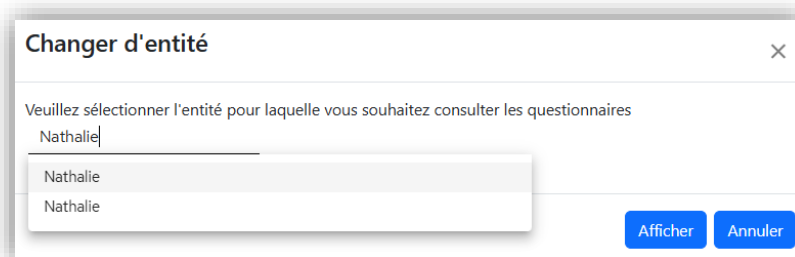 Changer d'entité
Veuillez sélectionner l'entité pour laquelle vous souhaitez consulter les questionnaires
Nathalie
Nathalie
Nathalie
Afficher Annuler